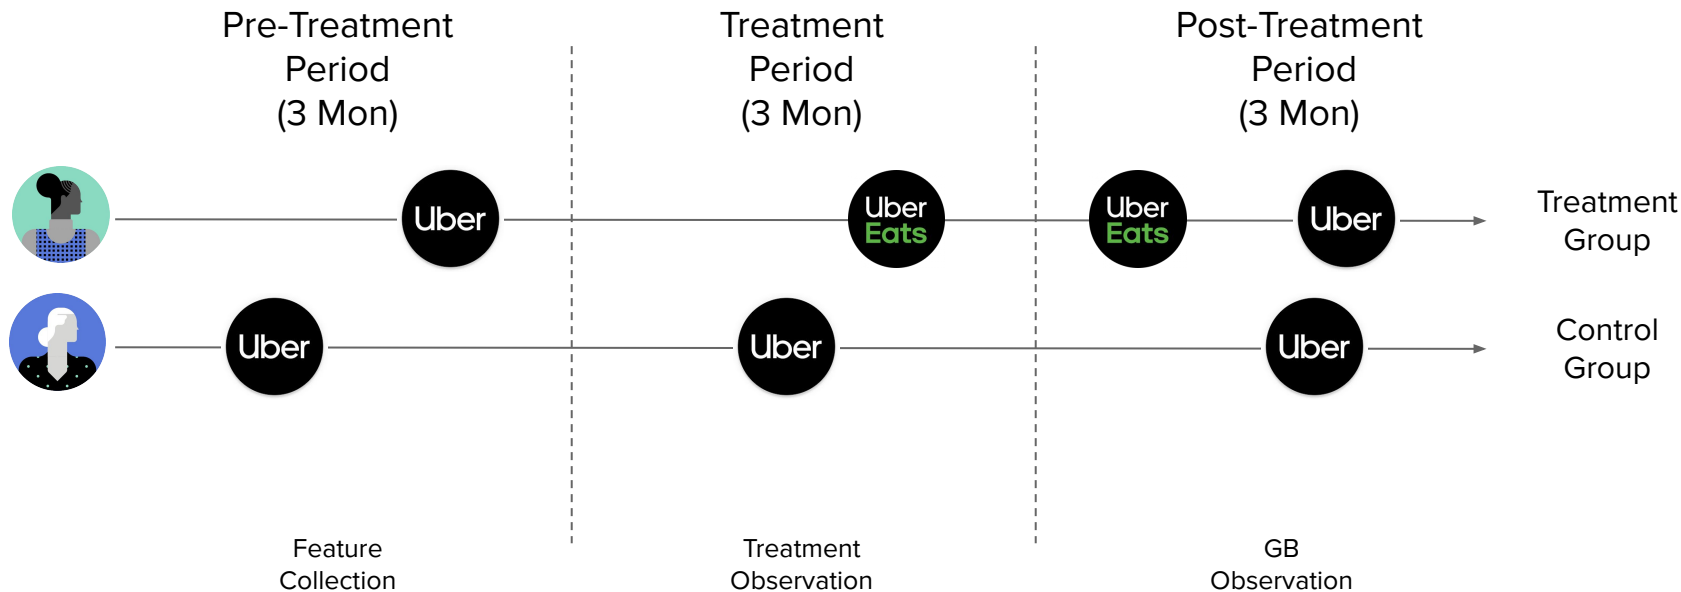 Pre-Treatment
Period
(3 Mon)
Treatment
Period
(3 Mon)
Post-Treatment
Period
(3 Mon)
Uber
Uber
Eats
Uber
Eats
Uber
Treatment
Group
Uber
Uber
Uber
Control
Group
Feature
Collection
Treatment
Observation
GB
Observation